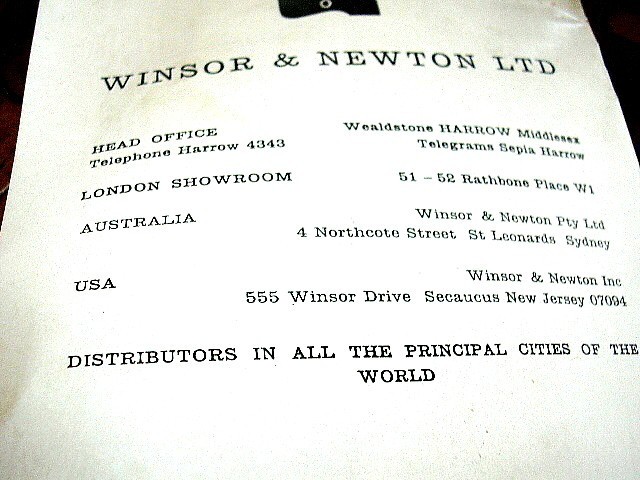 WINSOR & NEWTON LTD
HEAD OFFICE Wealdstone HARROW Middlesex
Telephone Harrow 4343 Telegrams Sepia Harrow
LONDON SHOWROOM 51 – 52 Rathbone Place W1
AUSTRALIA Winsor & Newton Pty Ltd
4 Northcote Street St Leonards Sydney
USA Winsor & Newton Inc
555 Winsor Drive Secaucus New Jersey 07094
DISTRIBUTORS IN ALL THE PRINCIPAL CITIES OF THE
WORLD